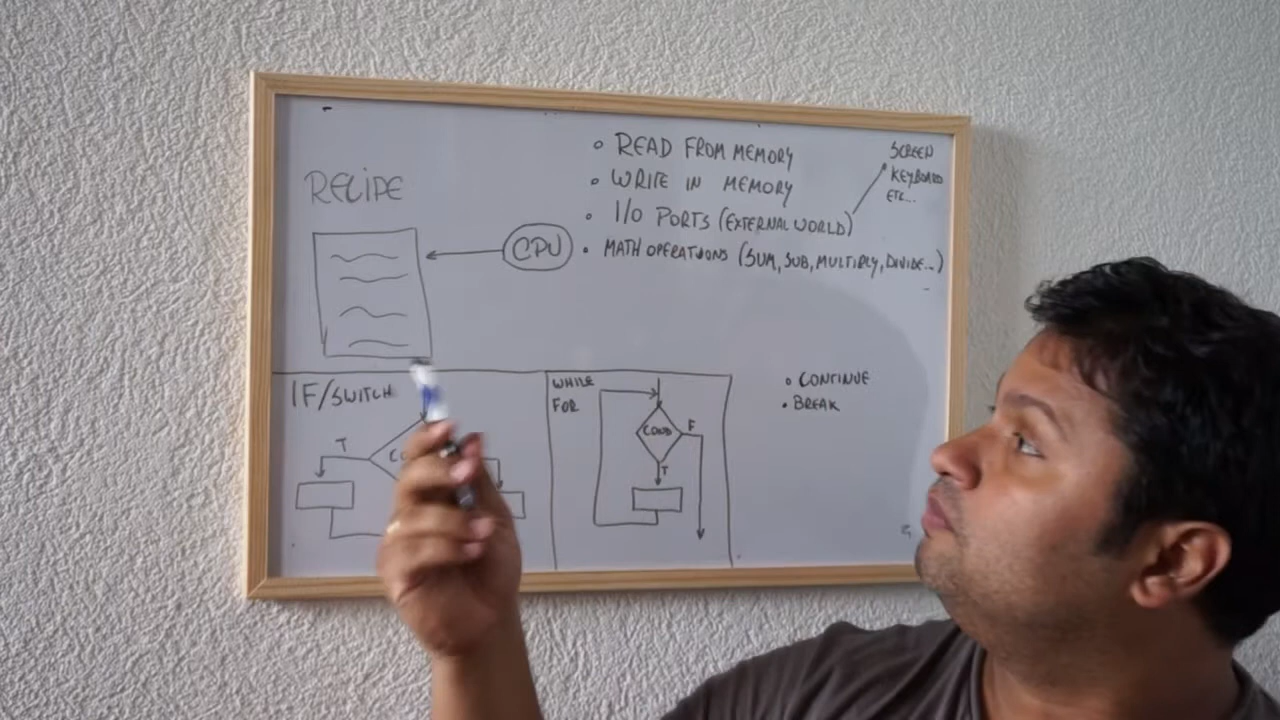 RECIPE
CPU
• READ FROM MEMORY
• WRITE IN MEMORY
• I/O PORTS (EXTERNAL WORLD)
• MATH OPERATIONS (SUM, SUB, MULTIPLY, DIVIDE...)
SCREEN
KEYBOARD
ETC...
IF/SWITCH
T
WHILE
FOR
COND
F
T
• CONTINUE
• BREAK